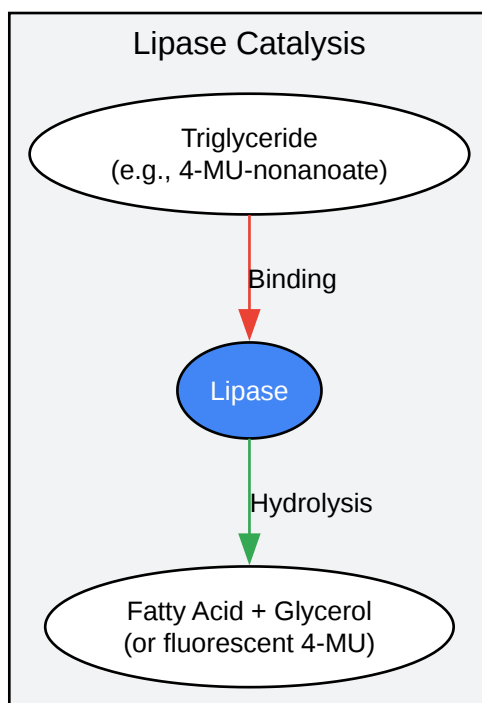 Lipase Catalysis
Triglyceride
(e.g., 4-MU-nonanoate)
Binding
Lipase
Hydrolysis
Fatty Acid + Glycerol
(or fluorescent 4-MU)